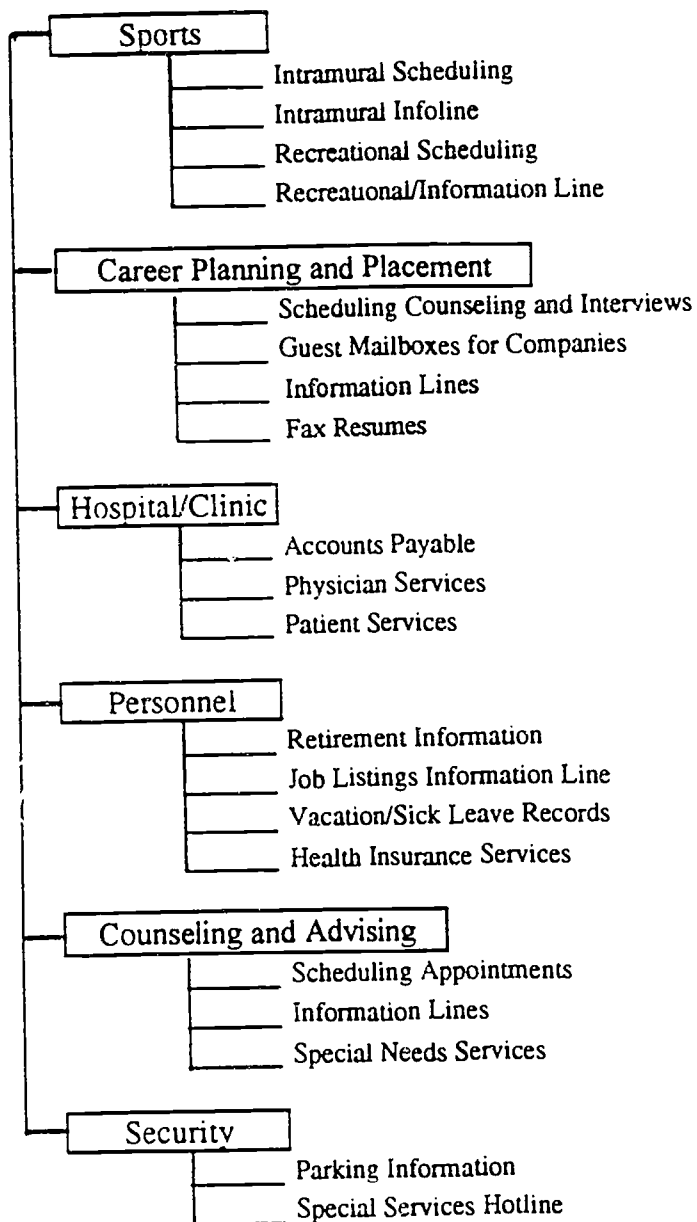 Sports
Intramural Scheduling
Intramural Infoline
Recreational Scheduling
Recreational/Information Line
Career Planning and Placement
Scheduling Counseling and Interviews
Guest Mailboxes for Companies
Information Lines
Fax Resumes
Hospital/Clinic
Accounts Payable
Physician Services
Patient Services
Personnel
Retirement Information
Job Listings Information Line
Vacation/Sick Leave Records
Health Insurance Services
Counseling and Advising
Scheduling Appointments
Information Lines
Special Needs Services
Security
Parking Information
Special Services Hotline